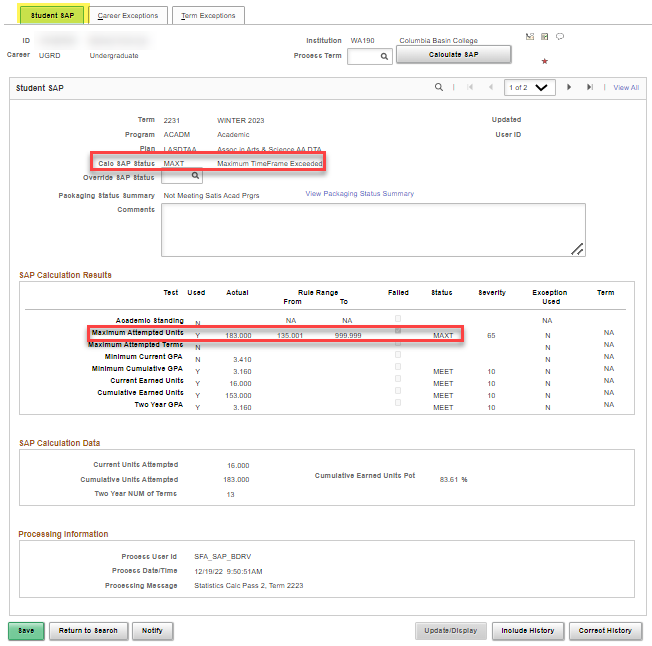 Student SAP Career Exceptions Term Exceptions
ID Institution WA190 Columbia Basin College
Career UGRD Undergraduate Process Term Calculate SAP
Student SAP 1 of 2 View All
Term 2231 WINTER 2023 Updated
Program ACADM Academic User ID
Plan LASDTAA Assoc in Arts & Science AA DTA
Calc SAP Status MAXT Maximum TimeFrame Exceeded
Override SAP Status
Packaging Status Summary Not Meeting Satis Acad Prgrs View Packaging Status Summary
Comments
SAP Calculation Results
Test Used Actual Rule Range Failed Status Severity Exception Term
From To Used
Academic Standing N NA NA NA
Maximum Attempted Units Y 183.000 135.001 999.999 MAXT 65 N NA
Maximum Attempted Terms N N NA
Minimum Current GPA N 3.410 N NA
Minimum Cumulative GPA Y 3.160 MEET 10 N NA
Current Earned Units Y 16.000 MEET 10 N NA
Cumulative Earned Units Y 153.000 MEET 10 N NA
Two Year GPA Y 3.160 MEET 10 N NA
SAP Calculation Data
Current Units Attempted 16.000
Cumulative Units Attempted 183.000 Cumulative Earned Units Pct 83.61 %
Two Year NUM of Terms 13
Processing Information
Process User Id SFA_SAP_BDRV
Process Date/Time 12/19/22 9:50:51AM
Processing Message Statistics Calc Pass 2, Term 2223
Save Return to Search Notify Update/Display Include History Correct History